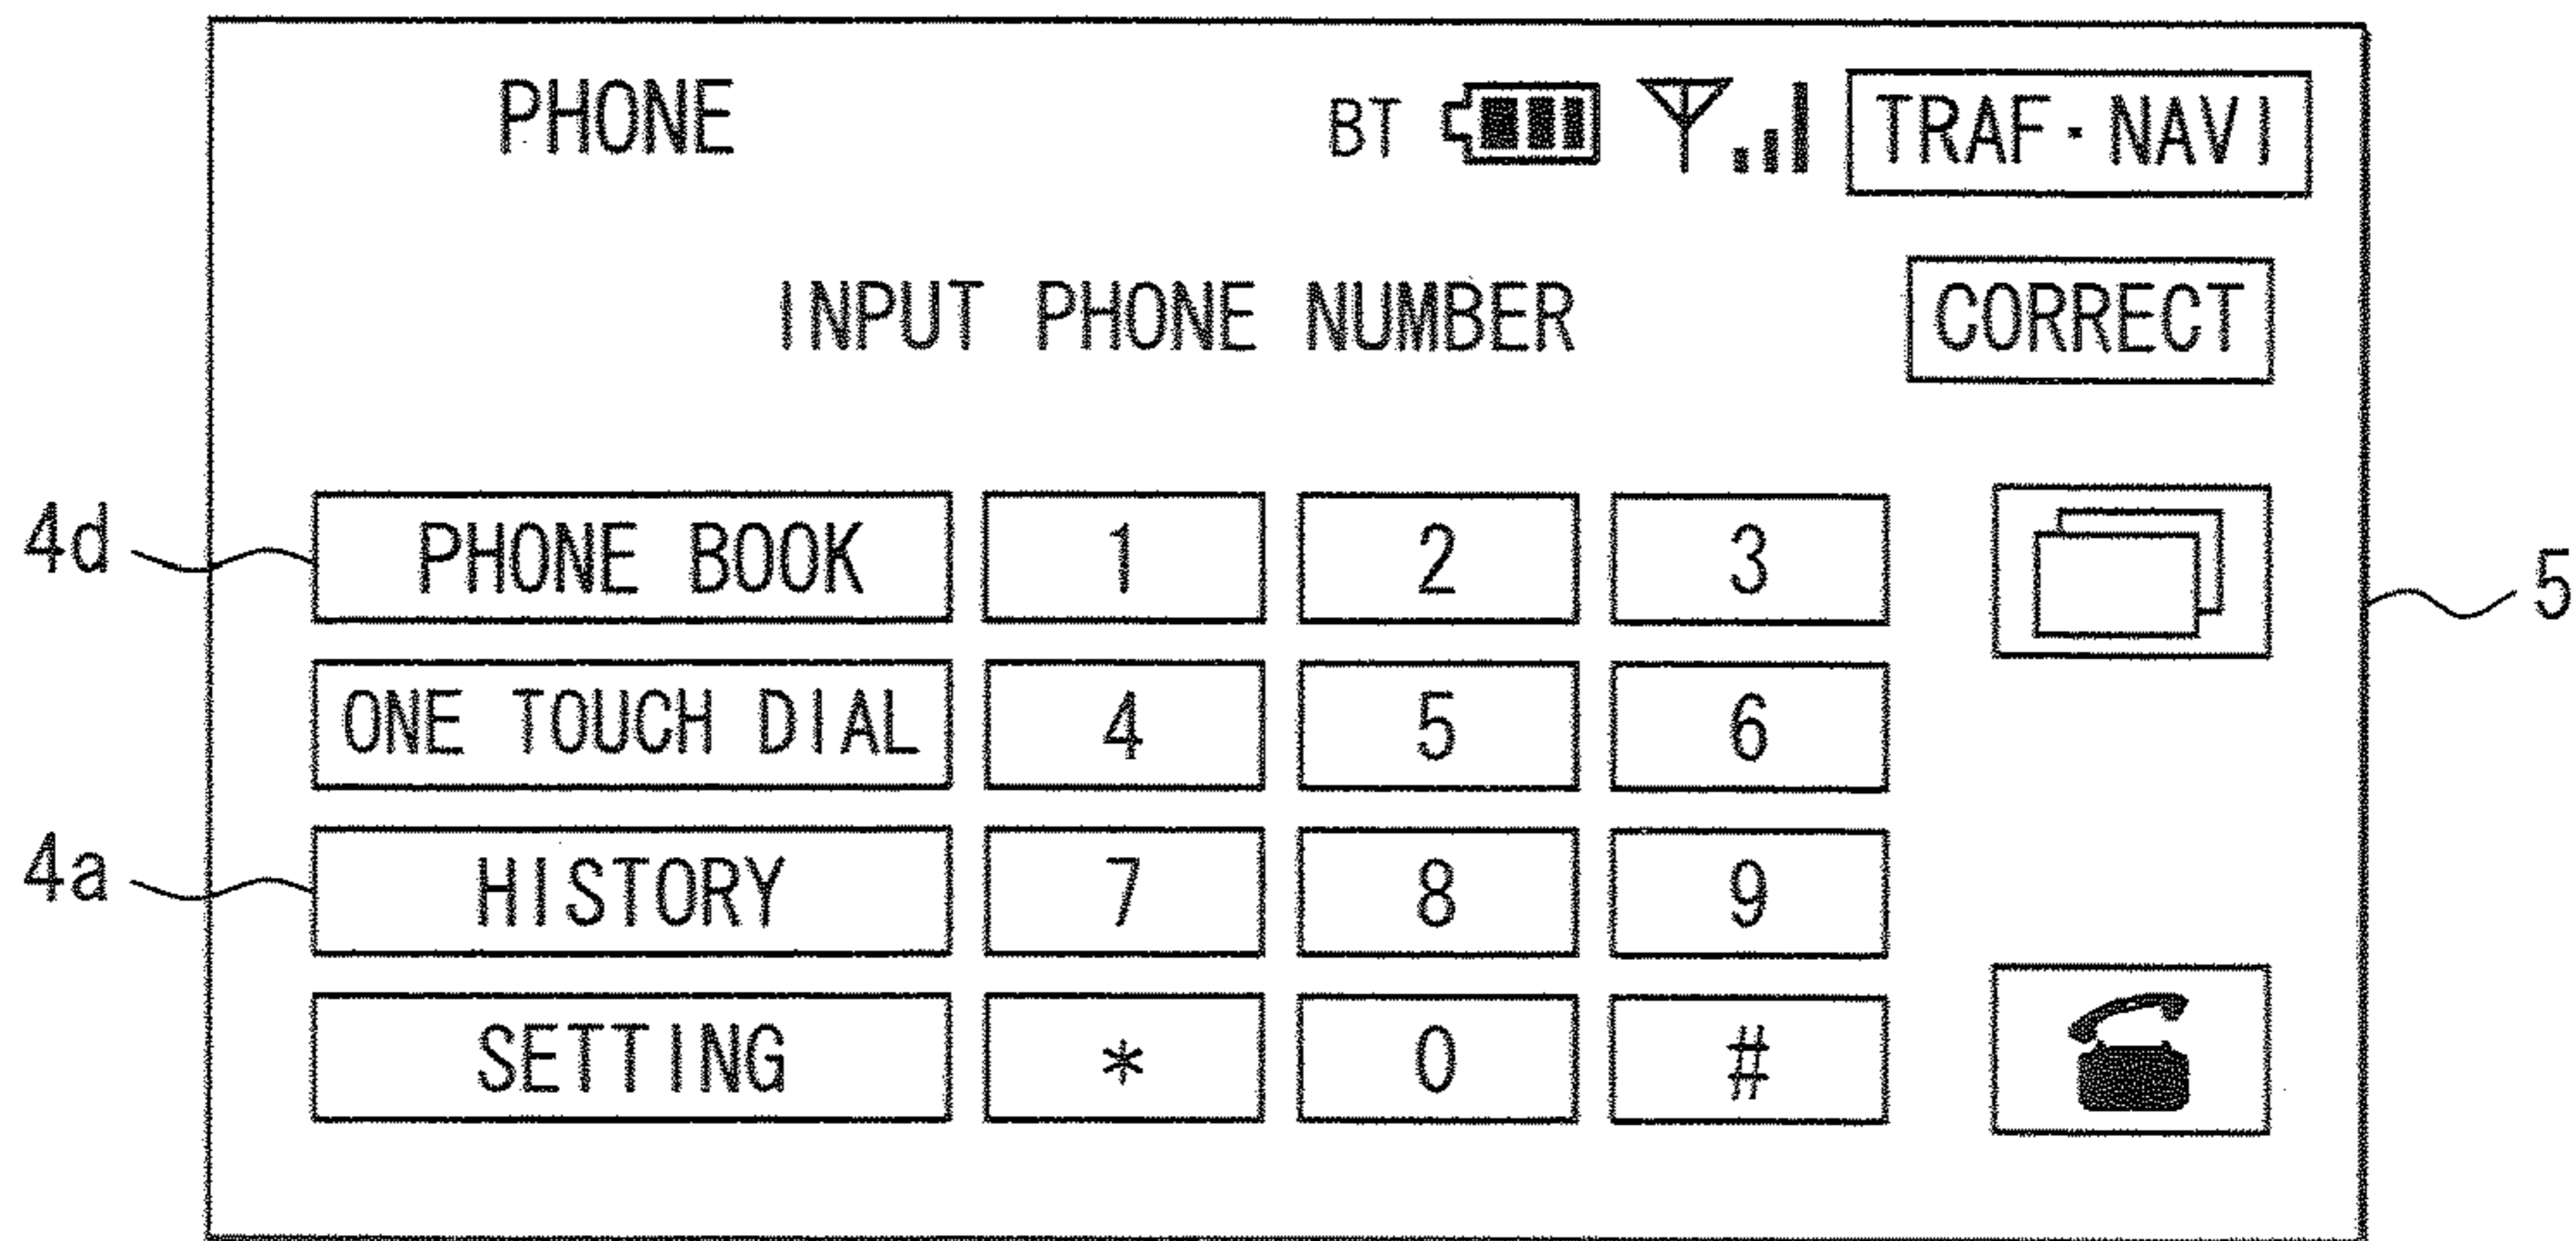 PHONE BT TRAF·NAVI
INPUT PHONE NUMBER CORRECT
4d PHONE BOOK 1 2 3
5
ONE TOUCH DIAL 4 5 6
4a HISTORY 7 8 9
SETTING * 0 #